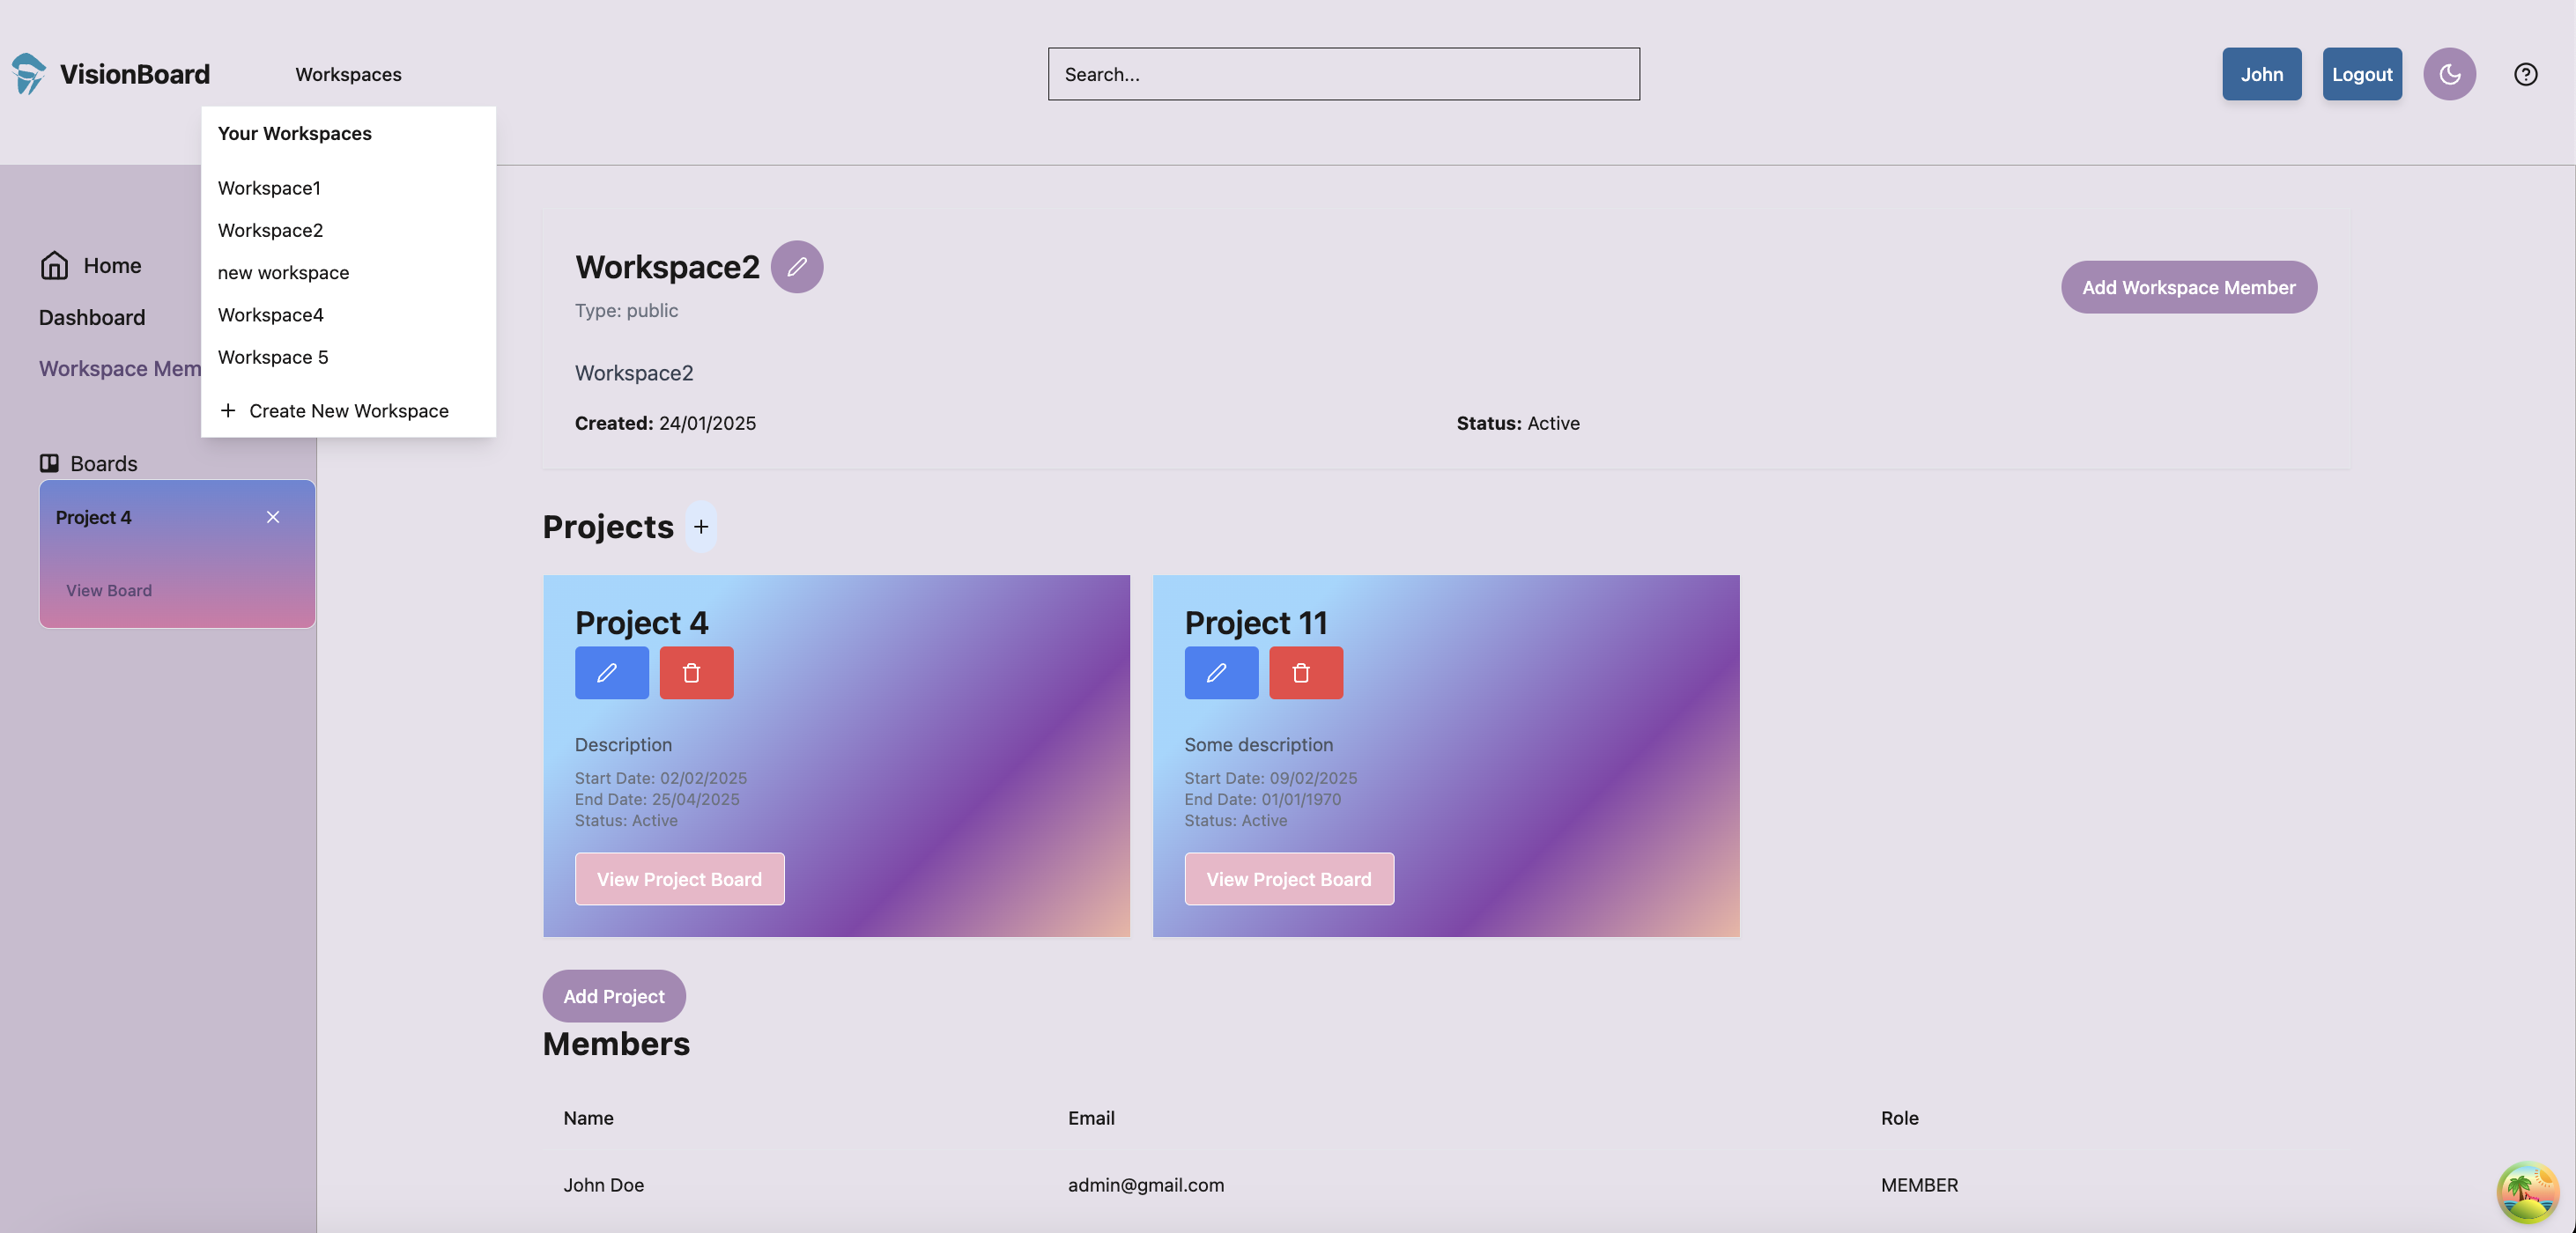 VisionBoard
Workspaces
Search...
John
Logout
Your Workspaces
Workspace1
Workspace2
new workspace
Workspace4
Workspace 5
Create New Workspace
Home
Dashboard
Workspace Mem
Boards
Project 4
View Board
Workspace2
Type: public
Add Workspace Member
Workspace2
Created: 24/01/2025
Status: Active
Projects
Project 4
Description
Start Date: 02/02/2025
End Date: 25/04/2025
Status: Active
View Project Board
Project 11
Some description
Start Date: 09/02/2025
End Date: 01/01/1970
Status: Active
View Project Board
Add Project
Members
Name Email Role
John Doe admin@gmail.com MEMBER